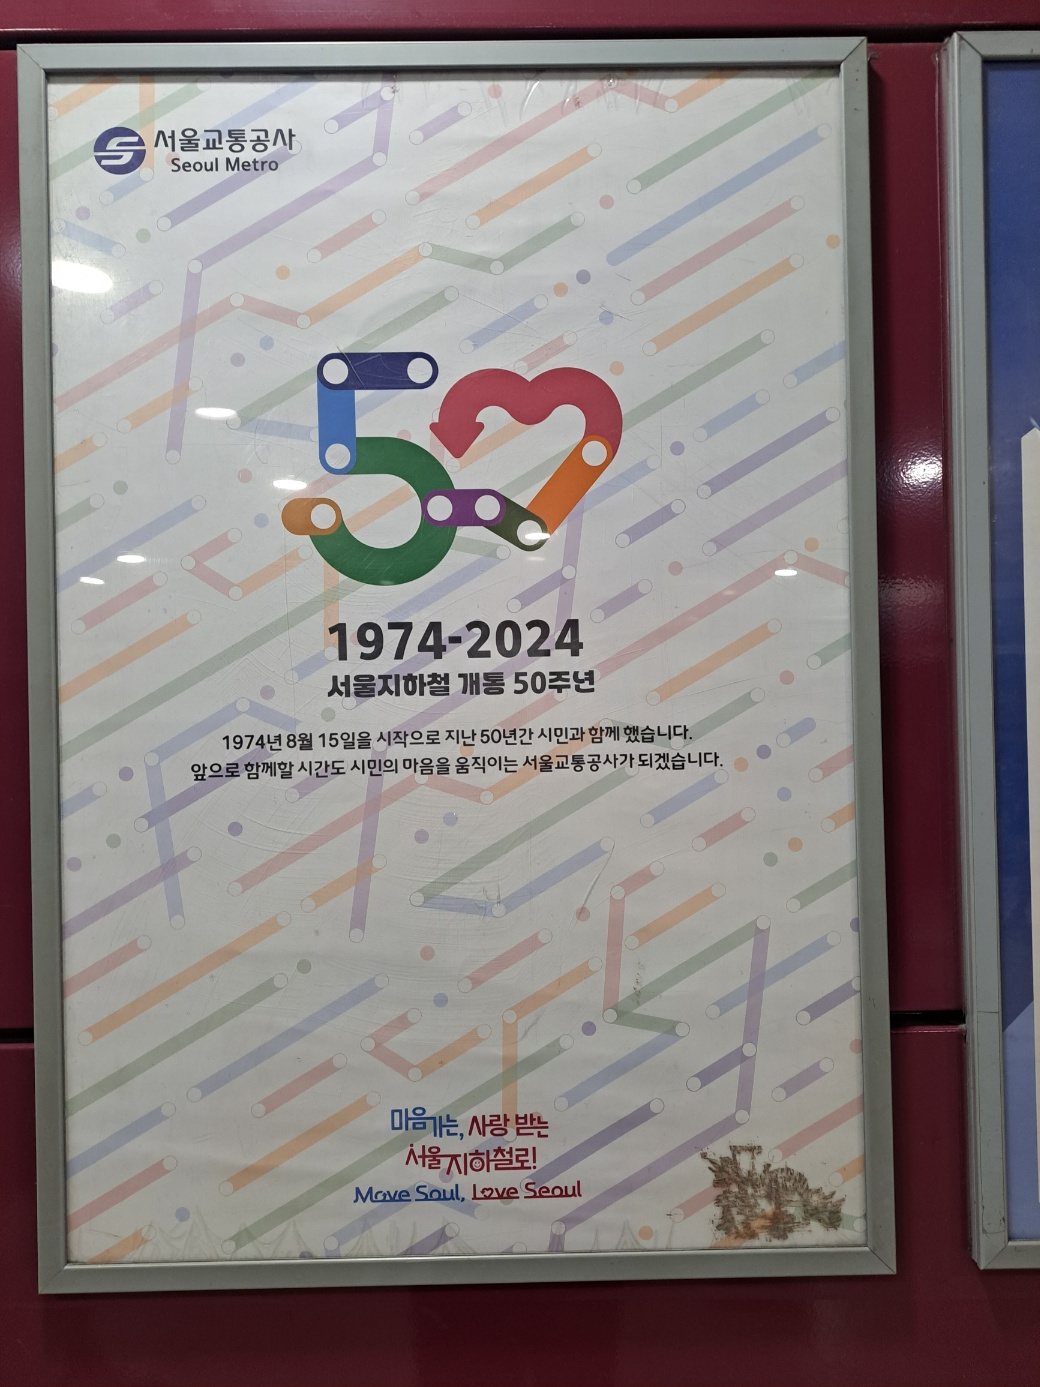 서울교통공사
Seoul Metro
50
1974-2024
서울지하철 개통 50주년
1974년 8월 15일을 시작으로 지난 50년간 시민과 함께 했습니다.
앞으로 함께할 시간도 시민의 마음을 움직이는 서울교통공사가 되겠습니다.
마음가는, 사랑 받는
서울지하철로!
Move Soul, Love Seoul